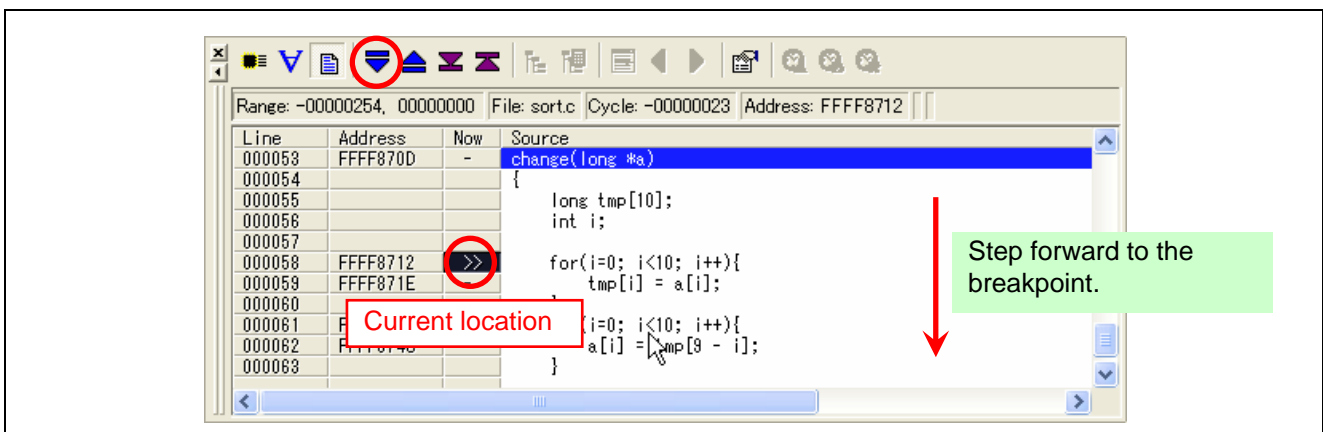 Range: -00000254, 00000000 File: sort.c Cycle: -00000023 Address: FFFF8712
Line Address Now Source
000053 FFFF870D - change(long *a)
000054 {
000055 long tmp[10];
000056 int i;
000057
000058 FFFF8712 >> for(i=0; i<10; i++){
000059 FFFF871E - tmp[i] = a[i];
000060
000061 (i=0; i<10; i++){
000062 a[i] = tmp[9 - i];
000063 }
Current location
Step forward to the
breakpoint.